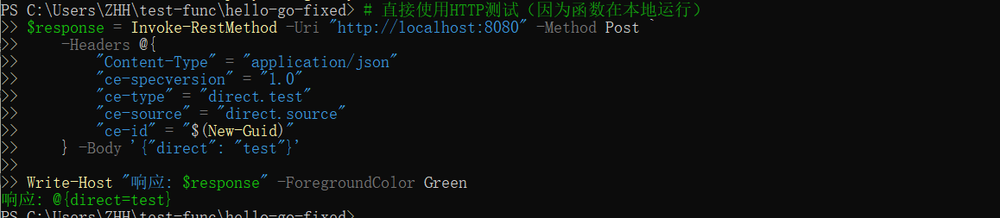 PS C:\Users\ZHH\test-func\hello-go-fixed> # 直接使用HTTP测试（因为函数在本地运行）
>> $response = Invoke-RestMethod -Uri "http://localhost:8080" -Method Post `
>>     -Headers @{
>>         "Content-Type" = "application/json"
>>         "ce-specversion" = "1.0"
>>         "ce-type" = "direct.test"
>>         "ce-source" = "direct.source"
>>         "ce-id" = "$(New-Guid)"
>>     } -Body '{"direct": "test"}'
>>
>> Write-Host "响应: $response" -ForegroundColor Green
响应: @{direct=test}
PS C:\Users\ZHH\test-func\hello-go-fixed>